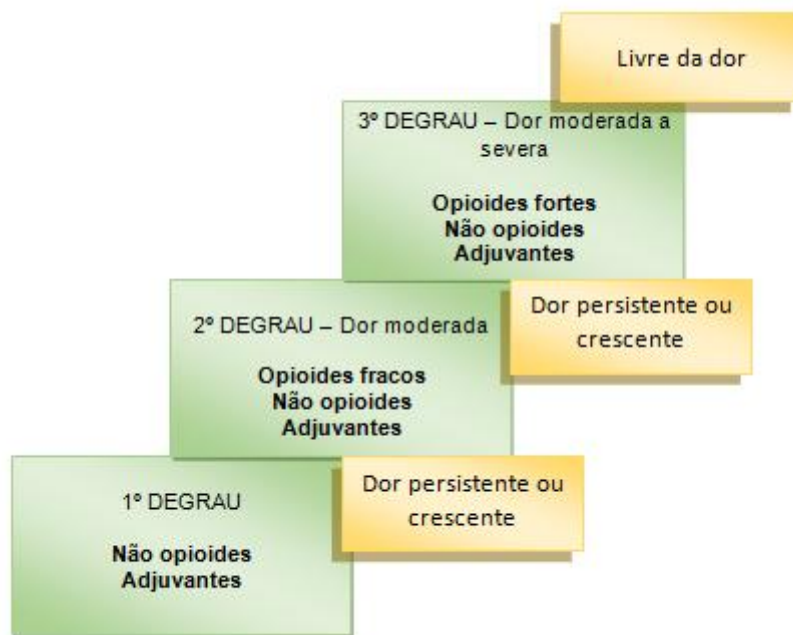 Livre da dor
3º DEGRAU – Dor moderada a
severa
Opioides fortes
Não opioides
Adjuvantes
Dor persistente ou
crescente
2º DEGRAU – Dor moderada
Opioides fracos
Não opioides
Adjuvantes
Dor persistente ou
crescente
1º DEGRAU
Não opioides
Adjuvantes